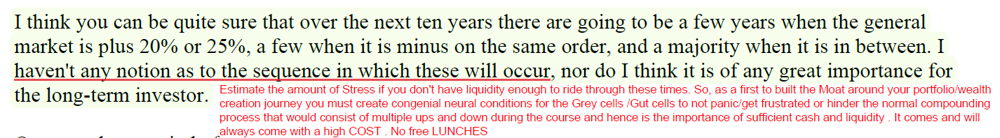 I think you can be quite sure that over the next ten years there are going to be a few years when the general
market is plus 20% or 25%, a few when it is minus on the same order, and a majority when it is in between. I
haven't any notion as to the sequence in which these will occur, nor do I think it is of any great importance for
the long-term investor.
Estimate the amount of Stress if you don't have liquidity enough to ride through these times. So, as a first to built the Moat around your portfolio/wealth
creation journey you must create congenial neural conditions for the Grey cells /Gut cells to not panic/get frustrated or hinder the normal compounding
process that would consist of multiple ups and down during the course and hence is the importance of sufficient cash and liquidity . It comes and will
always come with a high COST . No free LUNCHES